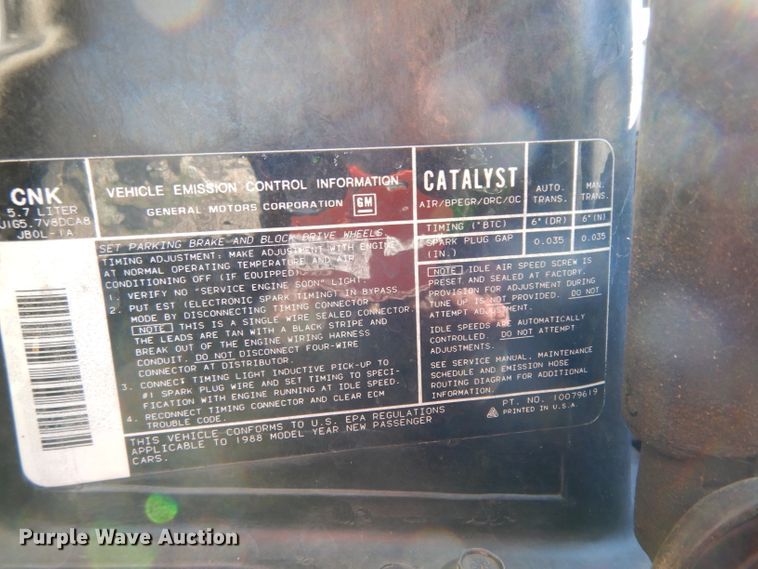 CNK
5.7 LITER
J1G5.7V8DCA8
JB0L-1A
VEHICLE EMISSION CONTROL INFORMATION
GENERAL MOTORS CORPORATION GM
CATALYST
AIR/BPEGR/ORC/OC
AUTO. TRANS.
MAN. TRANS.
TIMING (°BTC) 6°(DR) 6°(N)
SPARK PLUG GAP (IN.) 0.035 0.035
SET PARKING BRAKE AND BLOCK DRIVE WHEELS.
TIMING ADJUSTMENT: MAKE ADJUSTMENT WITH ENGINE
AT NORMAL OPERATING TEMPERATURE AND AIR
CONDITIONING OFF (IF EQUIPPED)
1. VERIFY NO "SERVICE ENGINE SOON" LIGHT.
2. PUT EST (ELECTRONIC SPARK TIMING) IN BYPASS
MODE BY DISCONNECTING TIMING CONNECTOR
NOTE THIS IS A SINGLE WIRE SEALED CONNECTOR.
THE LEADS ARE TAN WITH A BLACK STRIPE AND
BREAK OUT OF THE ENGINE WIRING HARNESS
CONDUIT. DO NOT DISCONNECT FOUR-WIRE
CONNECTOR AT DISTRIBUTOR.
3. CONNECT TIMING LIGHT INDUCTIVE PICK-UP TO
#1 SPARK PLUG WIRE AND SET TIMING TO SPECI-
FICATION WITH ENGINE RUNNING AT IDLE SPEED.
4. RECONNECT TIMING CONNECTOR AND CLEAR ECM
TROUBLE CODE.
THIS VEHICLE CONFORMS TO U.S. EPA REGULATIONS
APPLICABLE TO 1988 MODEL YEAR NEW PASSENGER
CARS.
NOTE IDLE AIR SPEED SCREW IS
PRESET AND SEALED AT FACTORY.
PROVISION FOR ADJUSTMENT DURING
TUNE UP IS NOT PROVIDED. DO NOT
ATTEMPT ADJUSTMENT.
IDLE SPEEDS ARE AUTOMATICALLY
CONTROLLED. DO NOT ATTEMPT
ADJUSTMENTS.
SEE SERVICE MANUAL, MAINTENANCE
SCHEDULE AND EMISSION HOSE
ROUTING DIAGRAM FOR ADDITIONAL
INFORMATION.
PT. NO. 10079619
PRINTED IN U.S.A.
Purple Wave Auction